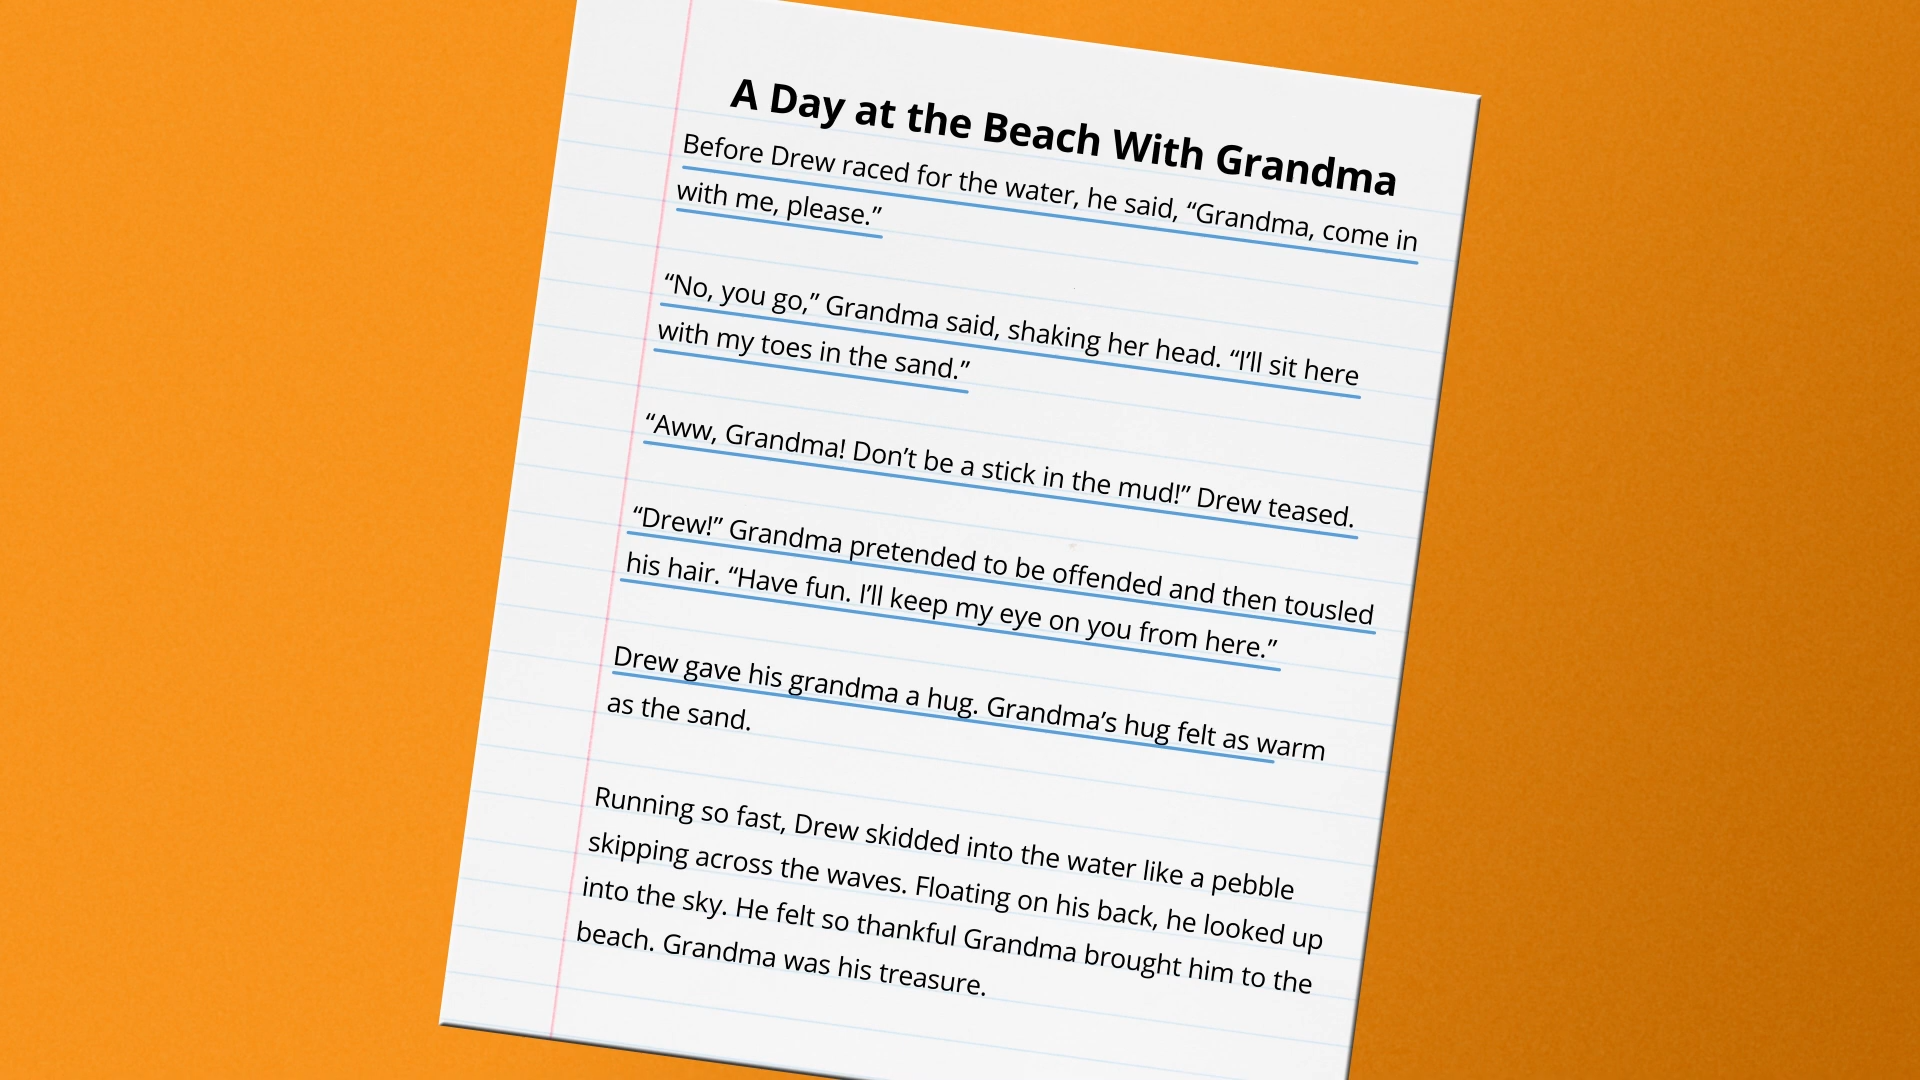 A Day at the Beach With Grandma
Before Drew raced for the water, he said, “Grandma, come in
with me, please.”
“No, you go,” Grandma said, shaking her head. “I’ll sit here
with my toes in the sand.”
“Aww, Grandma! Don’t be a stick in the mud!” Drew teased.
“Drew!” Grandma pretended to be offended and then tousled
his hair. “Have fun. I’ll keep my eye on you from here.”
Drew gave his grandma a hug. Grandma’s hug felt as warm
as the sand.
Running so fast, Drew skidded into the water like a pebble
skipping across the waves. Floating on his back, he looked up
into the sky. He felt so thankful Grandma brought him to the
beach. Grandma was his treasure.